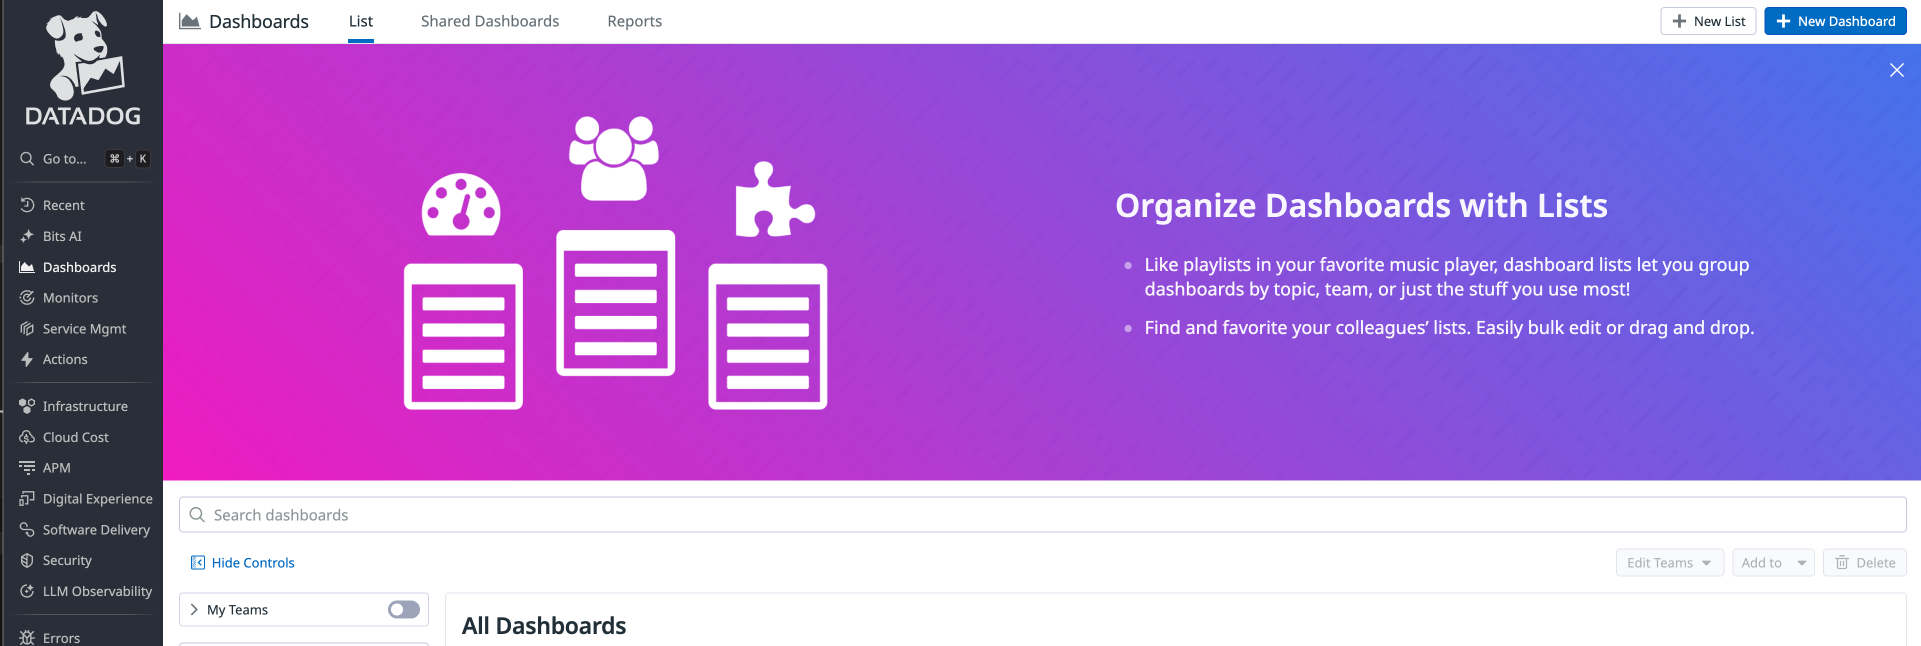 DATADOG
Go to... ⌘ + K
Recent
Bits AI
Dashboards
Monitors
Service Mgmt
Actions
Infrastructure
Cloud Cost
APM
Digital Experience
Software Delivery
Security
LLM Observability
Errors
Dashboards List Shared Dashboards Reports
New List New Dashboard
Organize Dashboards with Lists
Like playlists in your favorite music player, dashboard lists let you group
dashboards by topic, team, or just the stuff you use most!
Find and favorite your colleagues’ lists. Easily bulk edit or drag and drop.
Search dashboards
Hide Controls
Edit Teams Add to Delete
My Teams
All Dashboards